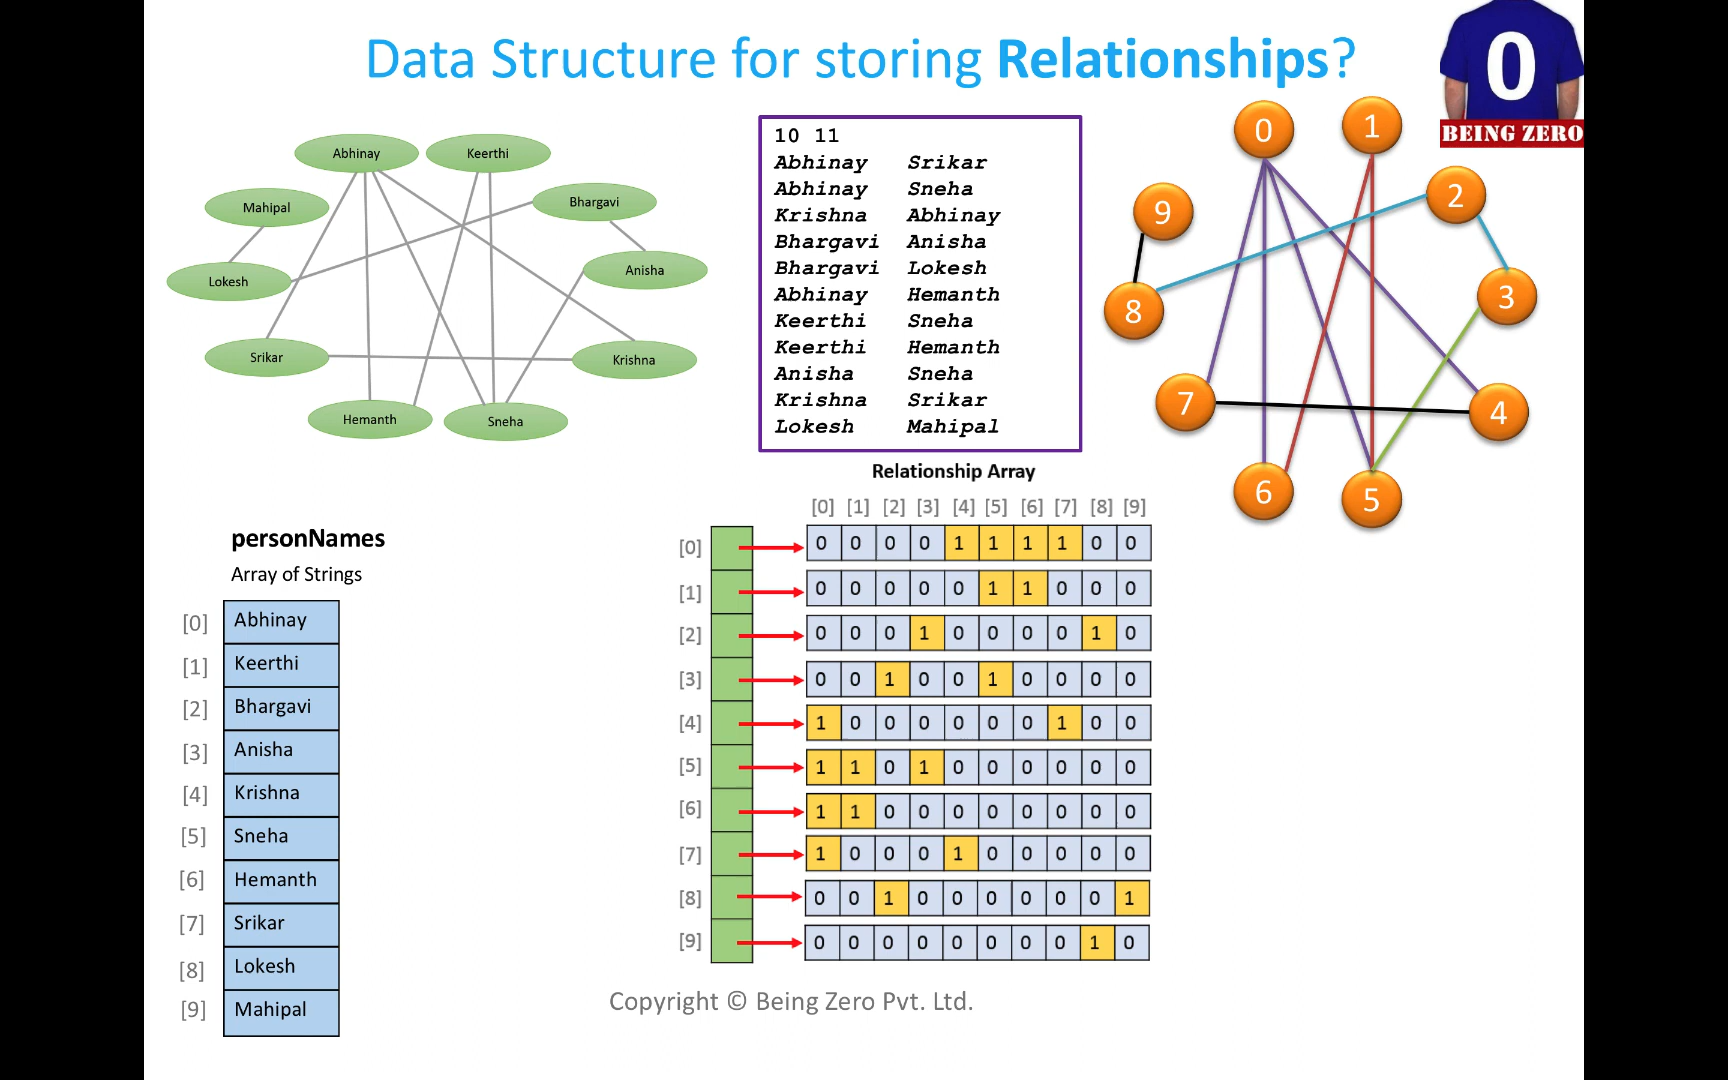 Data Structure for storing Relationships?
0
BEING ZERO
Abhinay
Keerthi
Mahipal
Bhargavi
Lokesh
Anisha
Srikar
Krishna
Hemanth
Sneha
10 11
Abhinay Srikar
Abhinay Sneha
Krishna Abhinay
Bhargavi Anisha
Bhargavi Lokesh
Abhinay Hemanth
Keerthi Sneha
Keerthi Hemanth
Anisha Sneha
Krishna Srikar
Lokesh Mahipal
0
1
2
9
3
8
7
4
6
5
Relationship Array
[0] [1] [2] [3] [4] [5] [6] [7] [8] [9]
[0] 0 0 0 0 1 1 1 1 0 0
[1] 0 0 0 0 0 1 1 0 0 0
[2] 0 0 0 1 0 0 0 0 1 0
[3] 0 0 1 0 0 1 0 0 0 0
[4] 1 0 0 0 0 0 0 1 0 0
[5] 1 1 0 1 0 0 0 0 0 0
[6] 1 1 0 0 0 0 0 0 0 0
[7] 1 0 0 0 1 0 0 0 0 0
[8] 0 0 1 0 0 0 0 0 0 1
[9] 0 0 0 0 0 0 0 0 1 0
personNames
Array of Strings
[0] Abhinay
[1] Keerthi
[2] Bhargavi
[3] Anisha
[4] Krishna
[5] Sneha
[6] Hemanth
[7] Srikar
[8] Lokesh
[9] Mahipal
Copyright © Being Zero Pvt. Ltd.